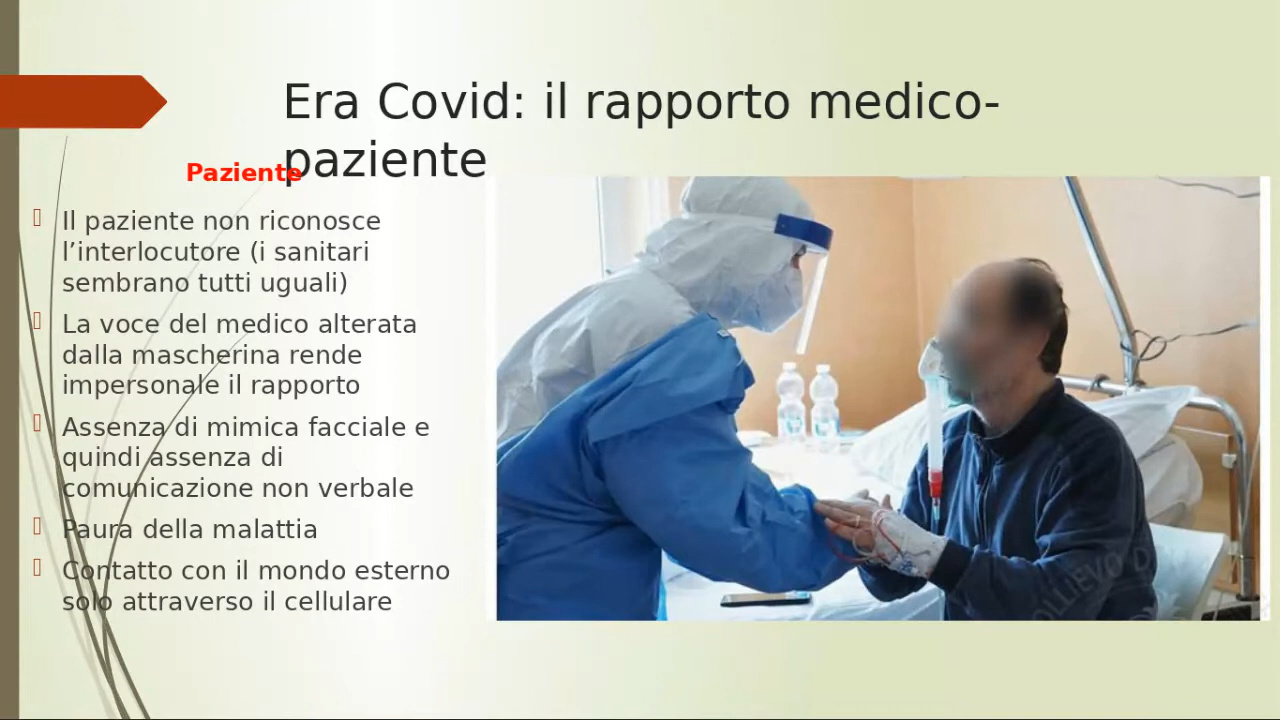 Era Covid: il rapporto medico-
paziente
Paziente
Il paziente non riconosce
l’interlocutore (i sanitari
sembrano tutti uguali)
La voce del medico alterata
dalla mascherina rende
impersonale il rapporto
Assenza di mimica facciale e
quindi assenza di
comunicazione non verbale
Paura della malattia
Contatto con il mondo esterno
solo attraverso il cellulare